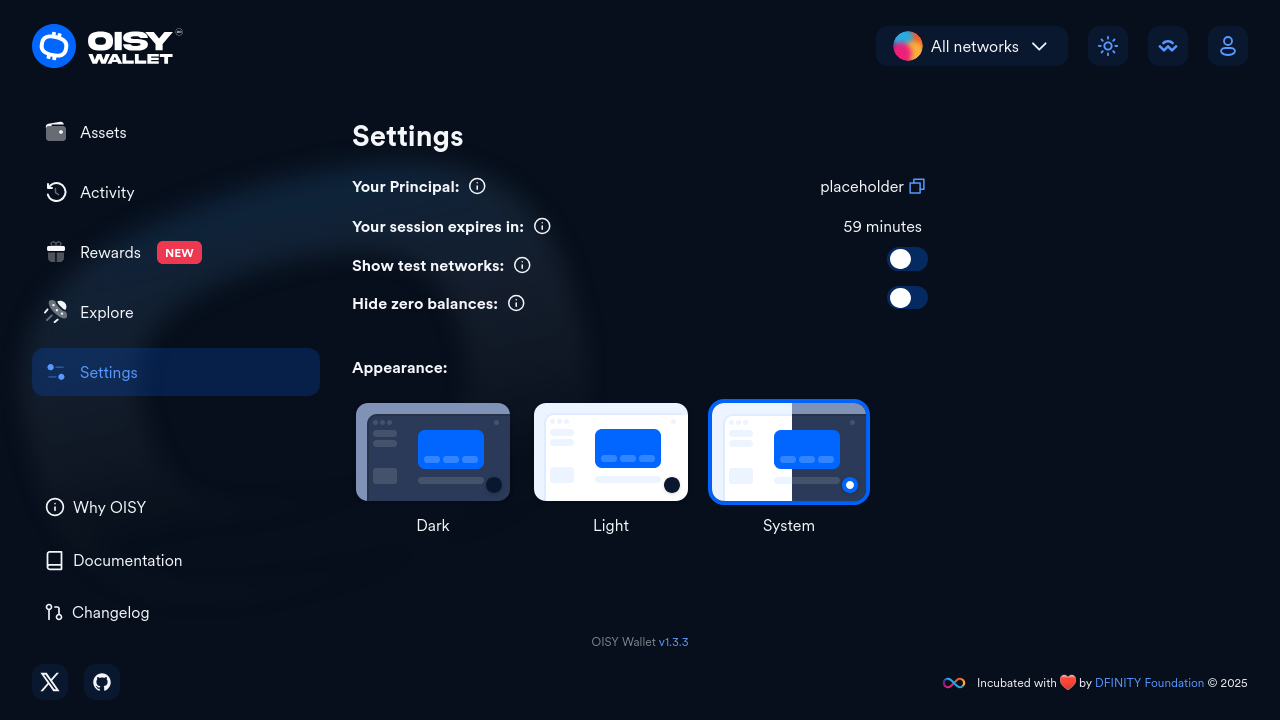 OISY
WALLET
All networks
Assets
Activity
Rewards NEW
Explore
Settings
Why OISY
Documentation
Changelog
Settings
Your Principal: placeholder
Your session expires in: 59 minutes
Show test networks:
Hide zero balances:
Appearance:
Dark
Light
System
OISY Wallet v1.3.3
Incubated with ❤️ by DFINITY Foundation © 2025